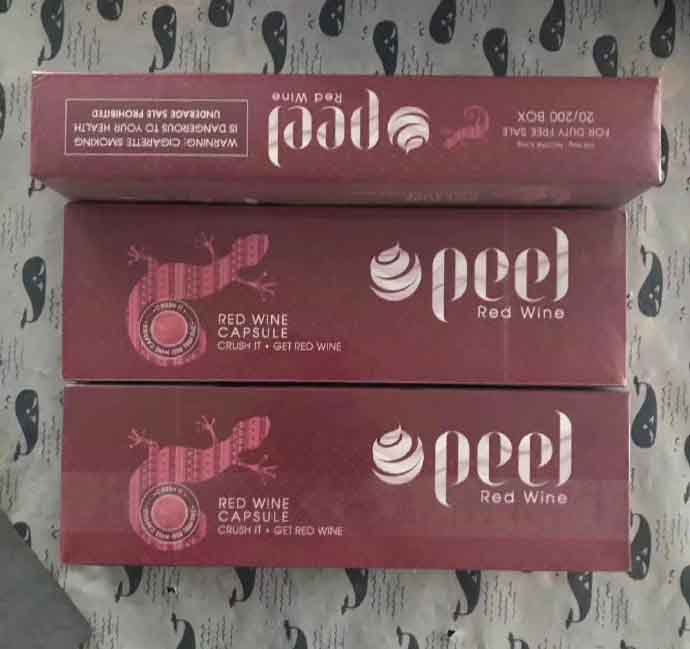 WARNING: CIGARETTE SMOKING
IS DANGEROUS TO YOUR HEALTH
UNDERAGE SALE PROHIBITED
peel
Red Wine
FOR DUTY FREE SALE
20/200 BOX
peel
Red Wine
RED WINE
CAPSULE
CRUSH IT • GET RED WINE
peel
Red Wine
RED WINE
CAPSULE
CRUSH IT • GET RED WINE